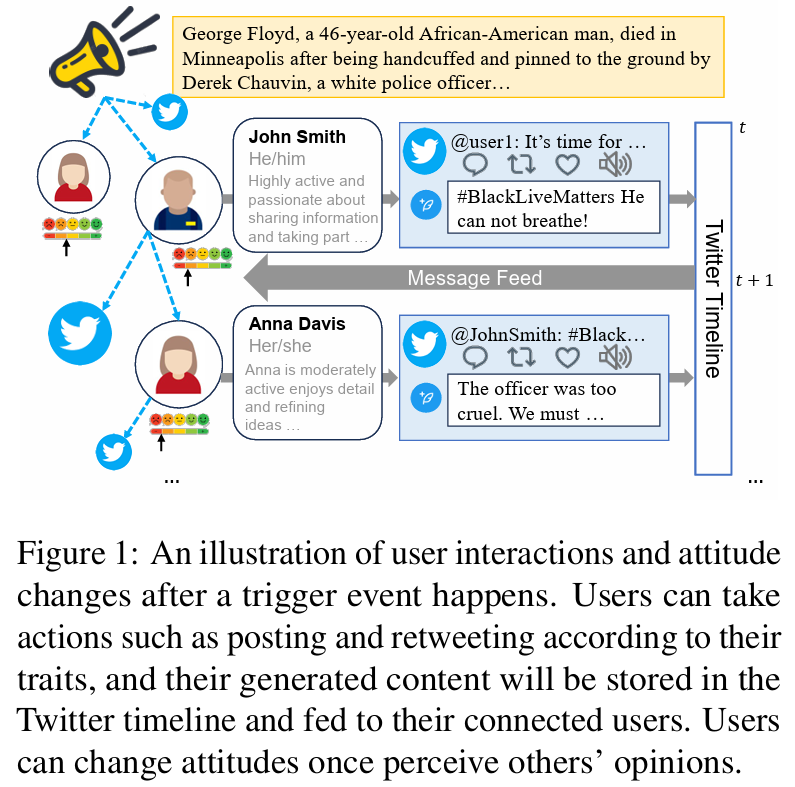 George Floyd, a 46-year-old African-American man, died in
Minneapolis after being handcuffed and pinned to the ground by
Derek Chauvin, a white police officer…
John Smith
He/him
Highly active and
passionate about
sharing information
and taking part …
@user1: It's time for …
#BlackLiveMatters He
can not breathe!
t
Message Feed
Twitter Timeline
t + 1
Anna Davis
Her/she
Anna is moderately
active enjoys detail
and refining
ideas …
@JohnSmith: #Black…
The officer was too
cruel. We must …
...
...
Figure 1: An illustration of user interactions and attitude
changes after a trigger event happens. Users can take
actions such as posting and retweeting according to their
traits, and their generated content will be stored in the
Twitter timeline and fed to their connected users. Users
can change attitudes once perceive others' opinions.